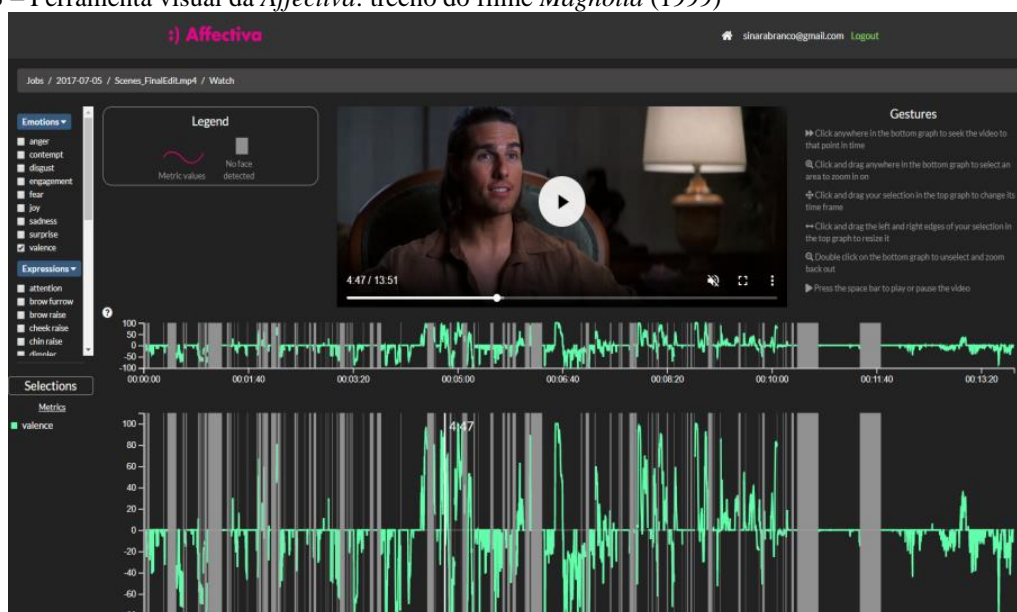 – Ferramenta visual da Affectiva: trecho do filme Magnolia (1999)
:) Affectiva
sinarabranco@gmail.com Logout
Jobs / 2017-07-05 / Scenes_FinalEdit.mp4 / Watch
Emotions
anger
contempt
disgust
engagement
fear
joy
sadness
surprise
valence
Expressions
attention
brow furrow
brow raise
cheek raise
chin raise
dimpler
Legend
Metric values
No face
detected
4:47 / 13:51
Gestures
Click anywhere in the bottom graph to seek the video to
that point in time
Click and drag anywhere in the bottom graph to select an
area to zoom in on
Click and drag your selection in the top graph to change its
time frame
Click and drag the left and right edges of your selection in
the top graph to resize it
Double click on the bottom graph to unselect and zoom
back out
Press the space bar to play or pause the video
?
100
50
0
-50
-100
00:00:00 00:01:40 00:03:20 00:05:00 00:06:40 00:08:20 00:10:00 00:11:40 00:13:20
Selections
Metrics
valence
4:47
100
80
60
40
20
0
-20
-40
-60